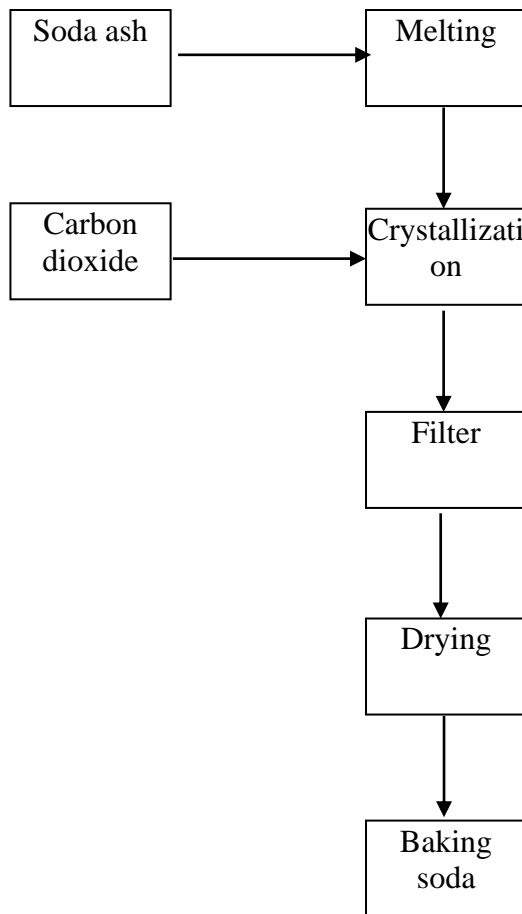 Soda ash
Melting
Carbon
dioxide
Crystallizati
on
Filter
Drying
Baking
soda